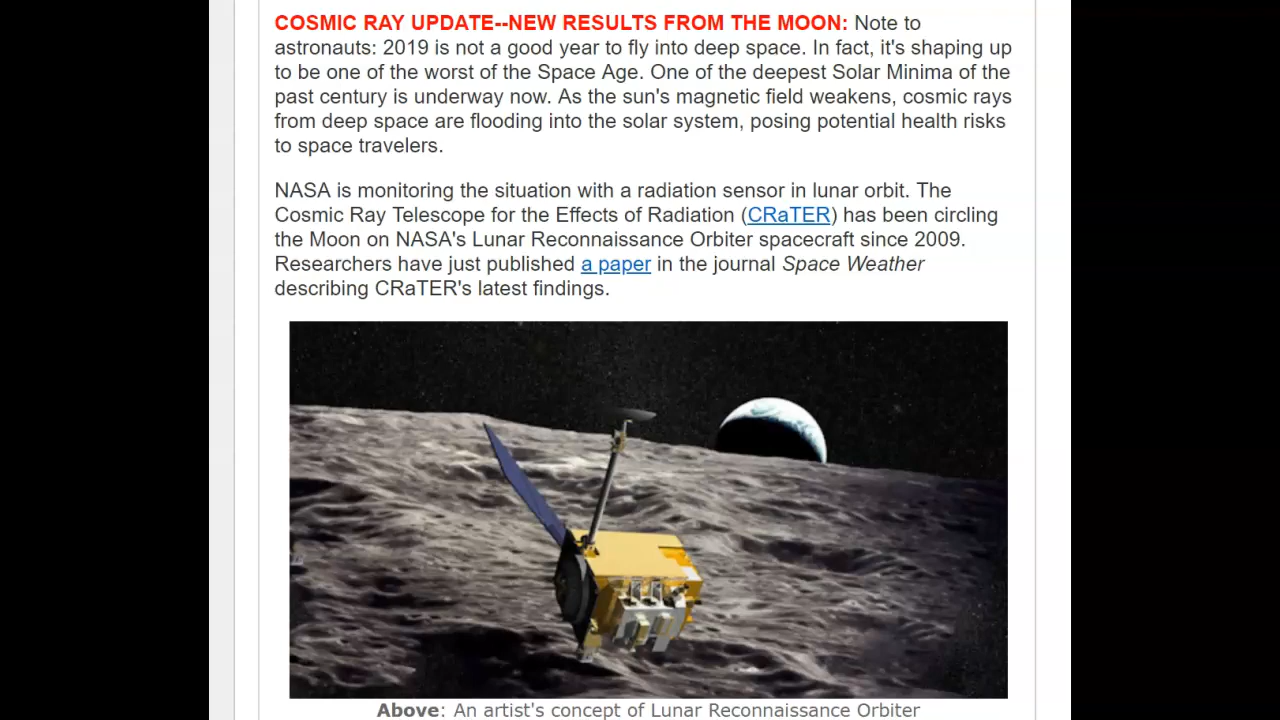 COSMIC RAY UPDATE--NEW RESULTS FROM THE MOON: Note to
astronauts: 2019 is not a good year to fly into deep space. In fact, it's shaping up
to be one of the worst of the Space Age. One of the deepest Solar Minima of the
past century is underway now. As the sun's magnetic field weakens, cosmic rays
from deep space are flooding into the solar system, posing potential health risks
to space travelers.
NASA is monitoring the situation with a radiation sensor in lunar orbit. The
Cosmic Ray Telescope for the Effects of Radiation (CRaTER) has been circling
the Moon on NASA's Lunar Reconnaissance Orbiter spacecraft since 2009.
Researchers have just published a paper in the journal Space Weather
describing CRaTER's latest findings.
Above: An artist's concept of Lunar Reconnaissance Orbiter